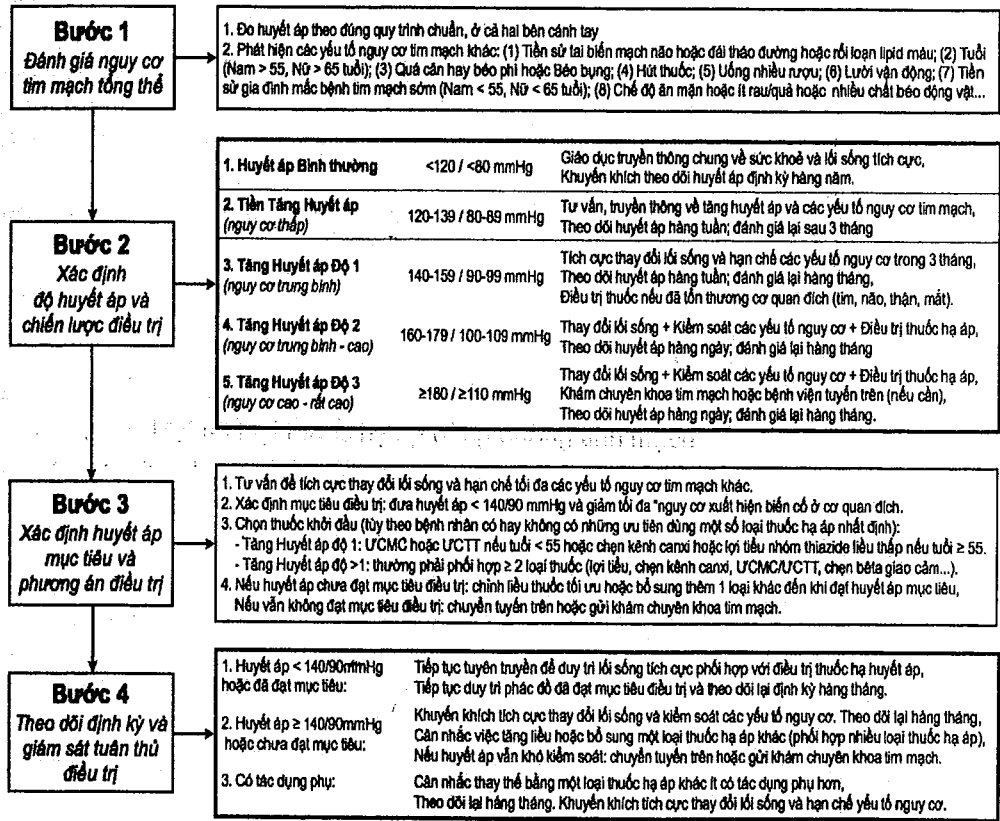 Bước 1
Đánh giá nguy cơ
tim mạch tổng thể
1. Đo huyết áp theo đúng quy trình chuẩn, ở cả hai bên cánh tay
2. Phát hiện các yếu tố nguy cơ tim mạch khác: (1) Tiền sử tai biến mạch não hoặc đái tháo đường hoặc rối loạn lipid máu; (2) Tuổi
(Nam > 55, Nữ > 65 tuổi); (3) Quá cân hay béo phì hoặc Béo bụng; (4) Hút thuốc; (5) Uống nhiều rượu; (6) Lười vận động; (7) Tiền
sử gia đình mắc bệnh tim mạch sớm (Nam < 55, Nữ < 65 tuổi); (8) Chế độ ăn mặn hoặc ít rau/quả hoặc nhiều chất béo động vật...
Bước 2
Xác định
độ huyết áp và
chiến lược điều trị
1. Huyết áp Bình thường <120 / <80 mmHg Giáo dục truyền thông chung về sức khoẻ và lối sống tích cực,
Khuyến khích theo dõi huyết áp định kỳ hàng năm.
2. Tiền Tăng Huyết áp
(nguy cơ thấp) 120-139 / 80-89 mmHg Tư vấn, truyền thông về tăng huyết áp và các yếu tố nguy cơ tim mạch,
Theo dõi huyết áp hàng tuần; đánh giá lại sau 3 tháng
3. Tăng Huyết áp Độ 1
(nguy cơ trung bình) 140-159 / 90-99 mmHg Tích cực thay đổi lối sống và hạn chế các yếu tố nguy cơ trong 3 tháng,
Theo dõi huyết áp hàng tuần; đánh giá lại hàng tháng,
Điều trị thuốc nếu đã tổn thương cơ quan đích (tim, não, thận, mắt).
4. Tăng Huyết áp Độ 2
(nguy cơ trung bình - cao) 160-179 / 100-109 mmHg Thay đổi lối sống + Kiểm soát các yếu tố nguy cơ + Điều trị thuốc hạ áp,
Theo dõi huyết áp hàng ngày; đánh giá lại hàng tháng
5. Tăng Huyết áp Độ 3
(nguy cơ cao - rất cao) ≥180 / ≥110 mmHg Thay đổi lối sống + Kiểm soát các yếu tố nguy cơ + Điều trị thuốc hạ áp,
Khám chuyên khoa tim mạch hoặc bệnh viện tuyến trên (nếu cần),
Theo dõi huyết áp hàng ngày; đánh giá lại hàng tháng.
Bước 3
Xác định huyết áp
mục tiêu và
phương án điều trị
1. Tư vấn để tích cực thay đổi lối sống và hạn chế tối đa các yếu tố nguy cơ tim mạch khác.
2. Xác định mục tiêu điều trị: đưa huyết áp < 140/90 mmHg và giảm tối đa "nguy cơ xuất hiện biến cố ở cơ quan đích.
3. Chọn thuốc khởi đầu (tùy theo bệnh nhân có hay không có những ưu tiên dùng một số loại thuốc hạ áp nhất định):
- Tăng Huyết áp độ 1: ƯCMC hoặc ƯCTT nếu tuổi < 55 hoặc chẹn kênh canxi hoặc lợi tiểu nhóm thiazide liều thấp nếu tuổi ≥ 55.
- Tăng Huyết áp độ >1: thường phải phối hợp ≥ 2 loại thuốc (lợi tiểu, chẹn kênh canxi, ƯCMC/ƯCTT, chẹn bêta giao cảm...).
4. Nếu huyết áp chưa đạt mục tiêu điều trị: chỉnh liều thuốc tối ưu hoặc bổ sung thêm 1 loại khác đến khi đạt huyết áp mục tiêu,
Nếu vẫn không đạt mục tiêu điều trị: chuyển tuyến trên hoặc gửi khám chuyên khoa tim mạch.
Bước 4
Theo dõi định kỳ và
giám sát tuân thủ
điều trị
1. Huyết áp < 140/90mmHg Tiếp tục tuyên truyền để duy trì lối sống tích cực phối hợp với điều trị thuốc hạ huyết áp,
hoặc đã đạt mục tiêu: Tiếp tục duy trì phác đồ đã đạt mục tiêu điều trị và theo dõi lại định kỳ hàng tháng.
2. Huyết áp ≥ 140/90mmHg Khuyến khích tích cực thay đổi lối sống và kiểm soát các yếu tố nguy cơ. Theo dõi lại hàng tháng,
hoặc chưa đạt mục tiêu: Cân nhắc việc tăng liều hoặc bổ sung một loại thuốc hạ áp khác (phối hợp nhiều loại thuốc hạ áp),
Nếu huyết áp vẫn khó kiểm soát: chuyển tuyến trên hoặc gửi khám chuyên khoa tim mạch.
3. Có tác dụng phụ: Cân nhắc thay thế bằng một loại thuốc hạ áp khác ít có tác dụng phụ hơn,
Theo dõi lại hàng tháng. Khuyến khích tích cực thay đổi lối sống và hạn chế yếu tố nguy cơ.